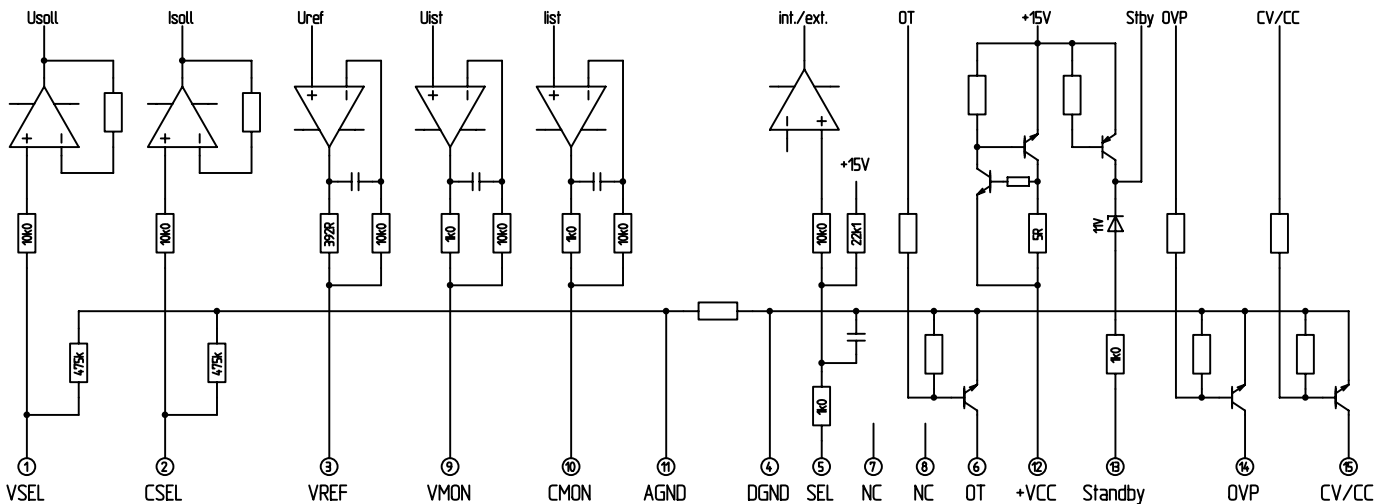 Usoll Isoll Uref Uist Iist int./ext. OT +15V Stby OVP CV/CC
+ − + − + − + − + − − +
+15V
10k0 10k0 392R 10k0 1k0 10k0 1k0 10k0 10k0 22k1 5R 11V
475k 475k 1k0
1k0
1 2 3 9 10 11 4 5 7 8 6 12 13 14 15
VSEL CSEL VREF VMON CMON AGND DGND SEL NC NC OT +VCC Standby OVP CV/CC